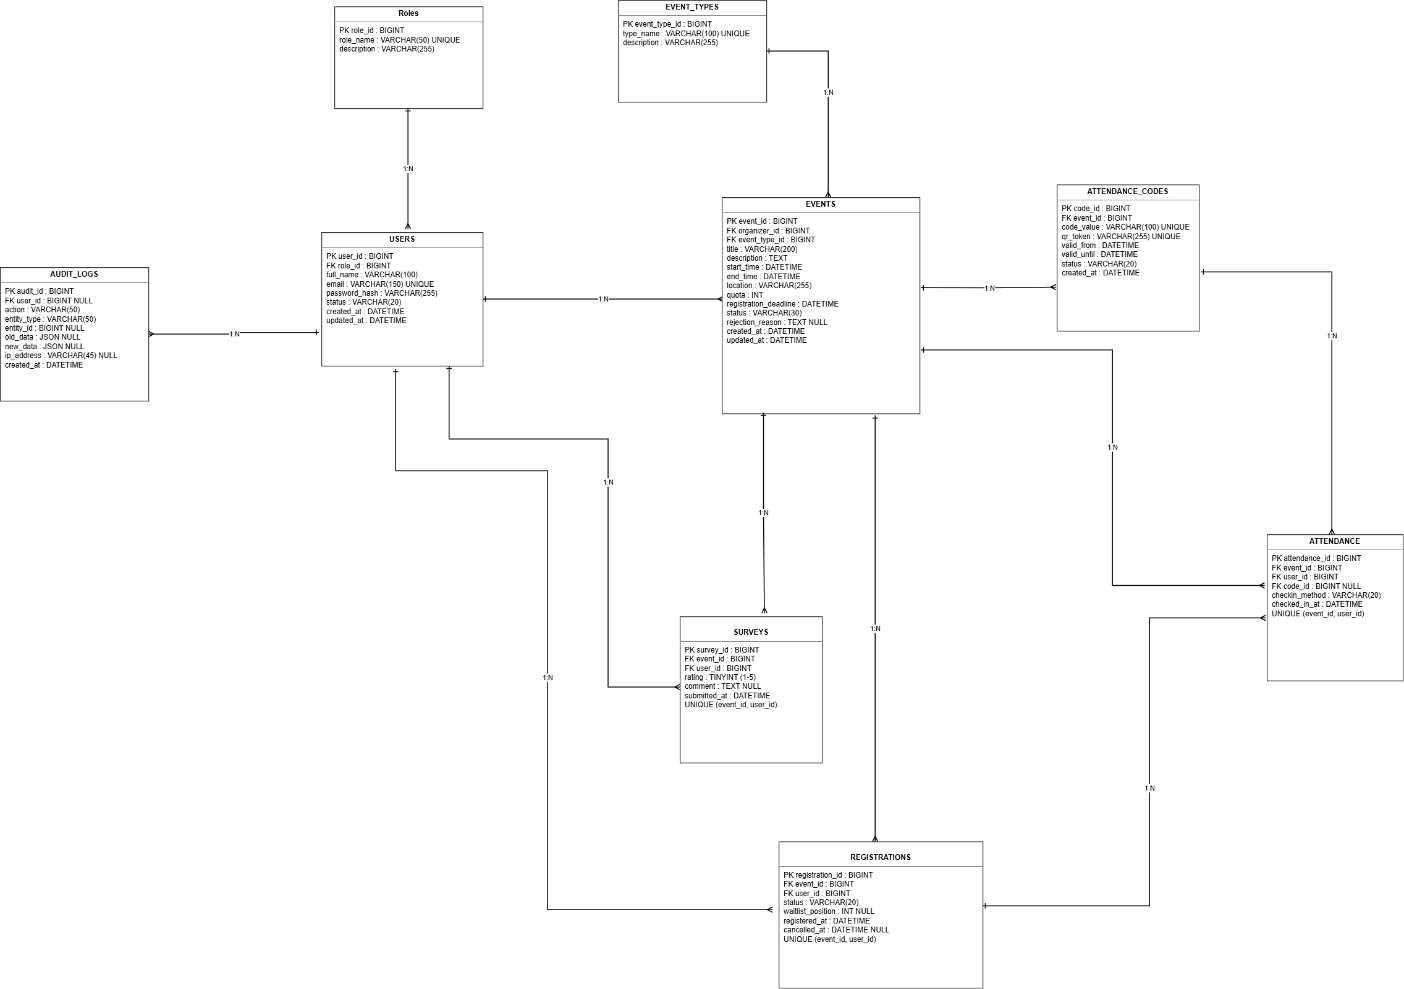 Roles
PK role_id : BIGINT
role_name : VARCHAR(50) UNIQUE
description : VARCHAR(255)
EVENT_TYPES
PK event_type_id : BIGINT
type_name : VARCHAR(100) UNIQUE
description : VARCHAR(255)
1:N
1:N
ATTENDANCE_CODES
PK code_id : BIGINT
FK event_id : BIGINT
code_value : VARCHAR(100) UNIQUE
qr_token : VARCHAR(255) UNIQUE
valid_from : DATETIME
valid_until : DATETIME
status : VARCHAR(20)
created_at : DATETIME
EVENTS
PK event_id : BIGINT
FK organizer_id : BIGINT
FK event_type_id : BIGINT
title : VARCHAR(200)
description : TEXT
start_time : DATETIME
end_time : DATETIME
location : VARCHAR(255)
quota : INT
registration_deadline : DATETIME
status : VARCHAR(30)
rejection_reason : TEXT NULL
created_at : DATETIME
updated_at : DATETIME
USERS
PK user_id : BIGINT
FK role_id : BIGINT
full_name : VARCHAR(100)
email : VARCHAR(150) UNIQUE
password_hash : VARCHAR(255)
status : VARCHAR(20)
created_at : DATETIME
updated_at : DATETIME
AUDIT_LOGS
PK audit_id : BIGINT
FK user_id : BIGINT NULL
action : VARCHAR(50)
entity_type : VARCHAR(50)
entity_id : BIGINT NULL
old_data : JSON NULL
new_data : JSON NULL
ip_address : VARCHAR(45) NULL
created_at : DATETIME
1:N
1:N
1:N
1:N
1:N
1:N
1:N
ATTENDANCE
PK attendance_id : BIGINT
FK event_id : BIGINT
FK user_id : BIGINT
FK code_id : BIGINT NULL
checkin_method : VARCHAR(20)
checked_in_at : DATETIME
UNIQUE (event_id, user_id)
SURVEYS
PK survey_id : BIGINT
FK event_id : BIGINT
FK user_id : BIGINT
rating : TINYINT (1-5)
comment : TEXT NULL
submitted_at : DATETIME
UNIQUE (event_id, user_id)
1:N
1:N
1:N
REGISTRATIONS
PK registration_id : BIGINT
FK event_id : BIGINT
FK user_id : BIGINT
status : VARCHAR(20)
waitlist_position : INT NULL
registered_at : DATETIME
cancelled_at : DATETIME NULL
UNIQUE (event_id, user_id)